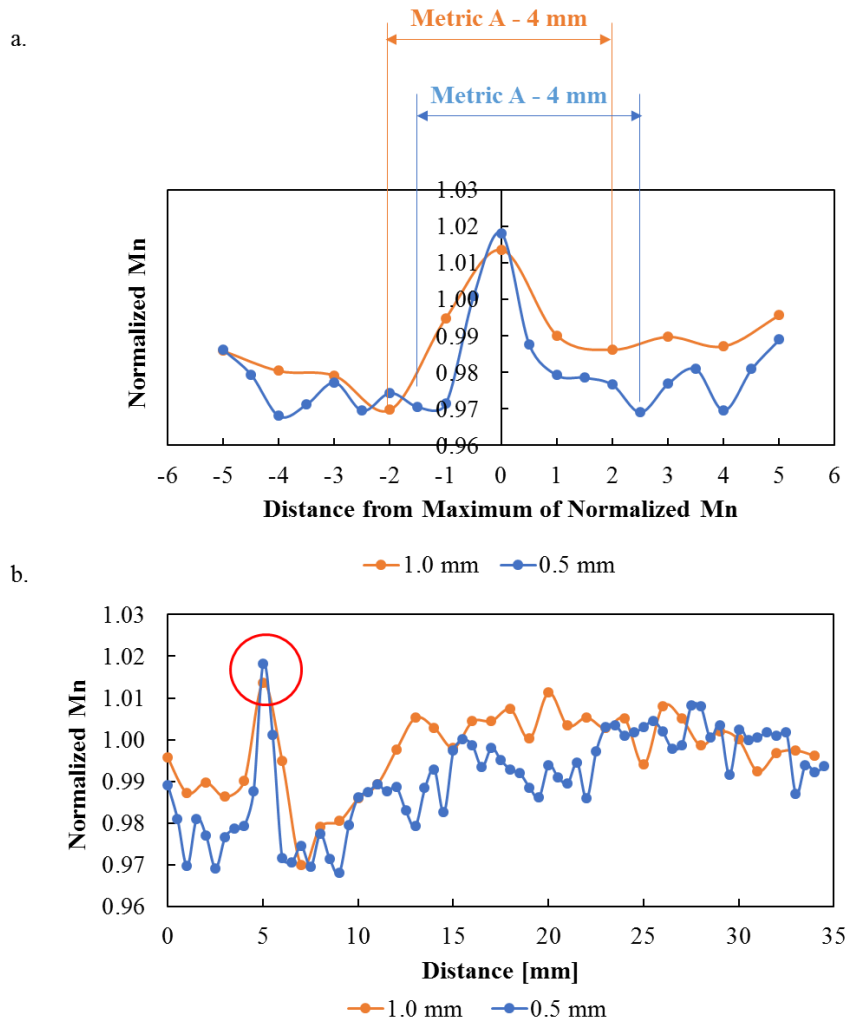 a.
Metric A - 4 mm
Metric A - 4 mm
Normalized Mn
1.03
1.02
1.01
1.00
0.99
0.98
0.97
0.96
-6 -5 -4 -3 -2 -1 0 1 2 3 4 5 6
Distance from Maximum of Normalized Mn
1.0 mm 0.5 mm
b.
Normalized Mn
1.03
1.02
1.01
1.00
0.99
0.98
0.97
0.96
0 5 10 15 20 25 30 35
Distance [mm]
1.0 mm 0.5 mm